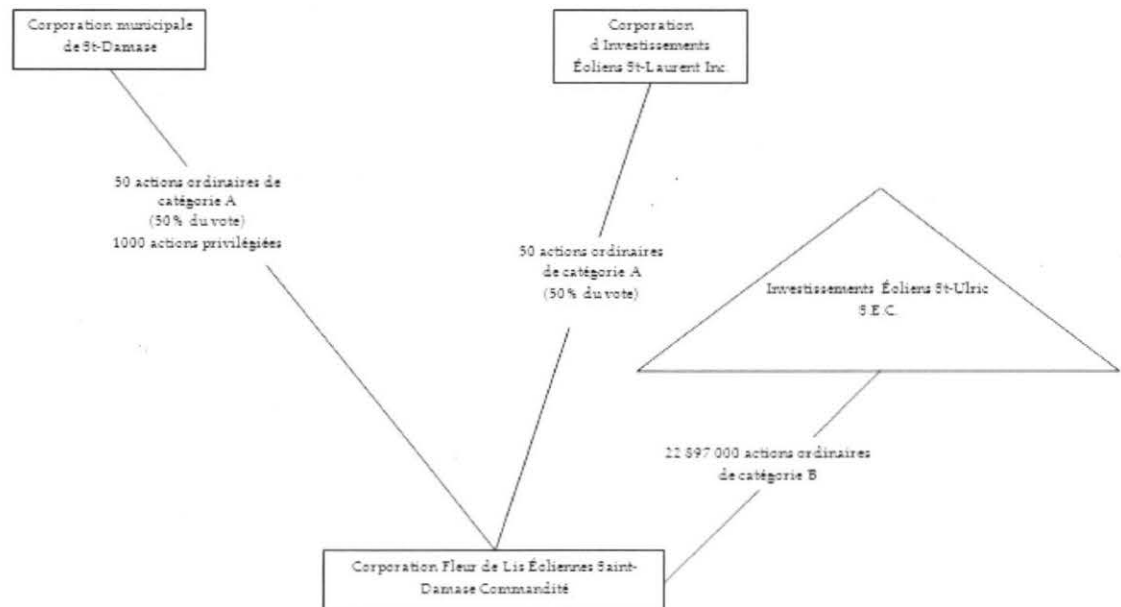 Corporation municipale
de St-Damase
Corporation
d Investissements
Éoliens St-Laurent Inc
50 actions ordinaires de
catégorie A
(50% du vote)
1000 actions privilégiées
50 actions ordinaires
de catégorie A
(50% du vote)
Investissements Éoliens St-Ulric
S.E.C.
22 897 000 actions ordinaires
de catégorie B
Corporation Fleur de Lis Éoliennes Saint-
Damase Commandité